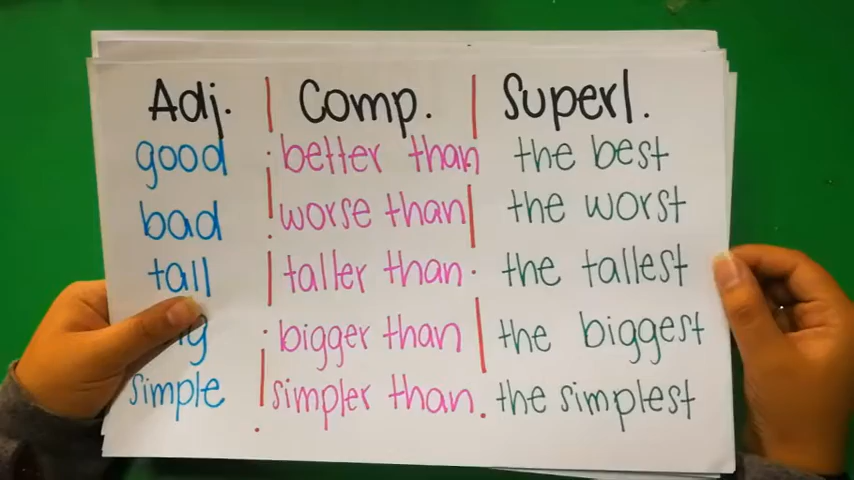 Adj. Comp. Superl.
good better than the best
bad worse than the worst
tall taller than the tallest
bigger than the biggest
simple simpler than the simplest